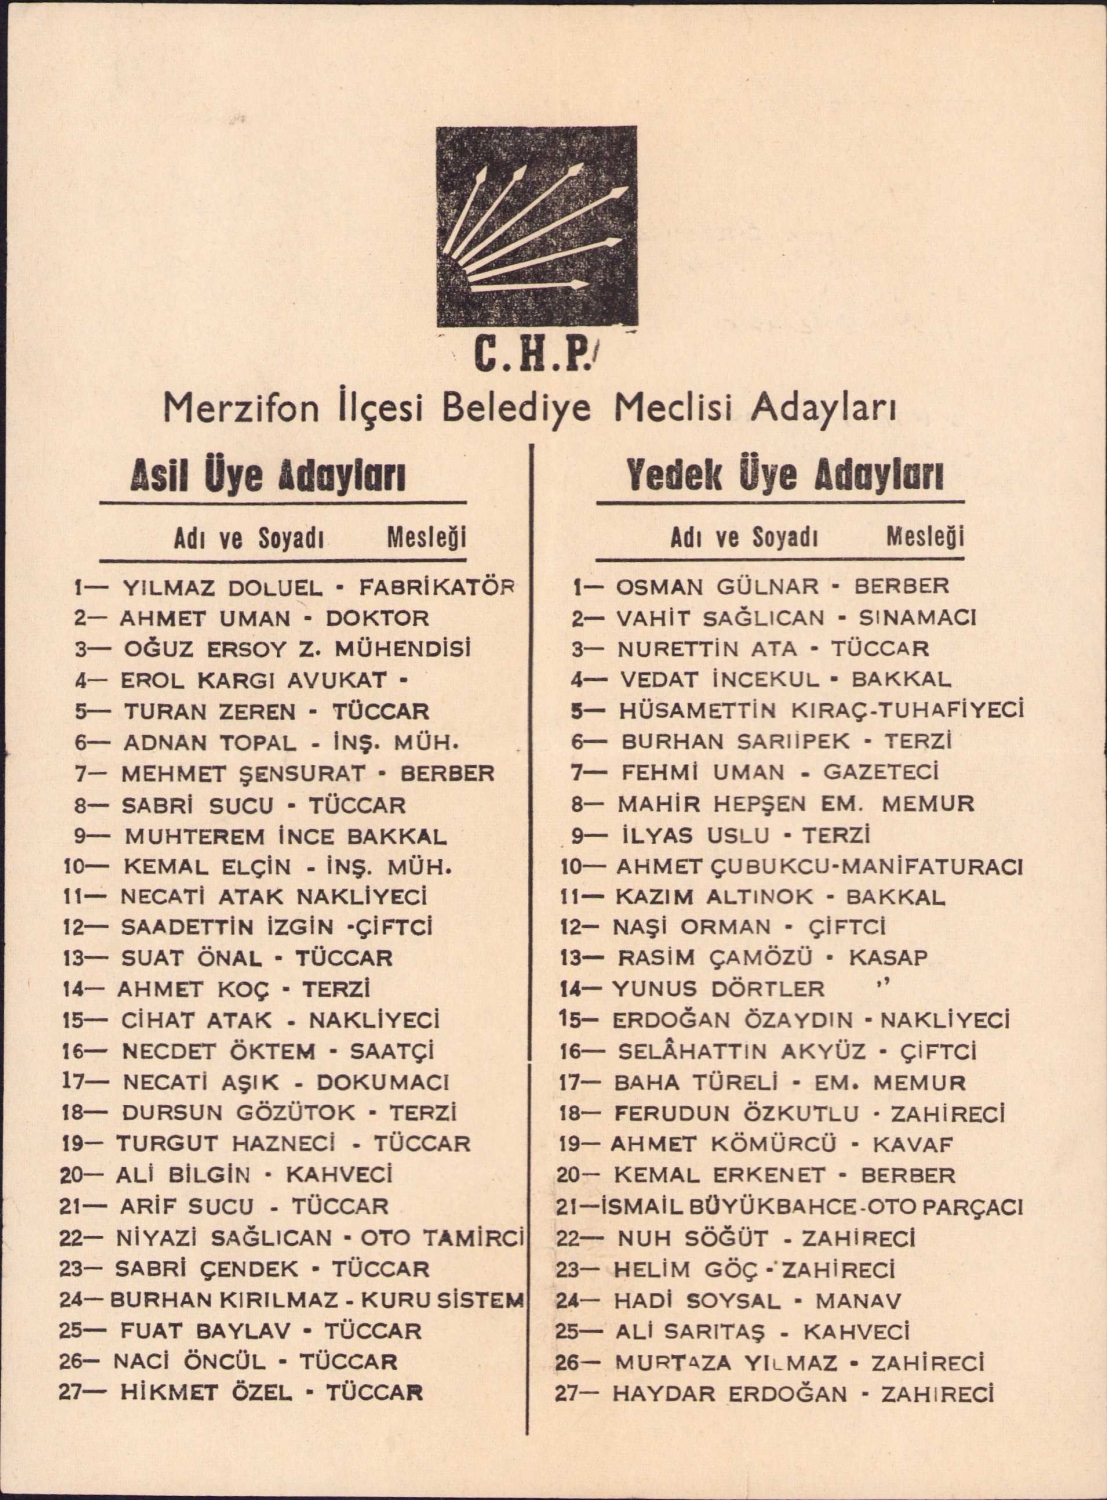 C.H.P.
Merzifon İlçesi Belediye Meclisi Adayları
Asil Üye Adayları
Adı ve Soyadı Mesleği
1— YILMAZ DOLUEL - FABRİKATÖR
2— AHMET UMAN - DOKTOR
3— OĞUZ ERSOY Z. MÜHENDİSİ
4— EROL KARGI AVUKAT -
5— TURAN ZEREN - TÜCCAR
6— ADNAN TOPAL - İNŞ. MÜH.
7— MEHMET ŞENSURAT - BERBER
8— SABRİ SUCU - TÜCCAR
9— MUHTEREM İNCE BAKKAL
10— KEMAL ELÇİN - İNŞ. MÜH.
11— NECATİ ATAK NAKLİYECİ
12— SAADETTİN İZGİN -ÇİFTCİ
13— SUAT ÖNAL - TÜCCAR
14— AHMET KOÇ - TERZİ
15— CİHAT ATAK - NAKLİYECİ
16— NECDET ÖKTEM - SAATÇİ
17— NECATİ AŞIK - DOKUMACI
18— DURSUN GÖZÜTOK - TERZİ
19— TURGUT HAZNECİ - TÜCCAR
20— ALİ BİLGİN - KAHVECİ
21— ARİF SUCU - TÜCCAR
22— NİYAZİ SAĞLICAN - OTO TAMİRCİ
23— SABRİ ÇENDEK - TÜCCAR
24— BURHAN KIRILMAZ - KURU SİSTEM
25— FUAT BAYLAV - TÜCCAR
26— NACİ ÖNCÜL - TÜCCAR
27— HİKMET ÖZEL - TÜCCAR
Yedek Üye Adayları
Adı ve Soyadı Mesleği
1— OSMAN GÜLNAR - BERBER
2— VAHİT SAĞLICAN - SINAMACI
3— NURETTİN ATA - TÜCCAR
4— VEDAT İNCEKUL - BAKKAL
5— HÜSAMETTİN KIRAÇ-TUHAFİYECİ
6— BURHAN SARIİPEK - TERZİ
7— FEHMİ UMAN - GAZETECİ
8— MAHİR HEPŞEN EM. MEMUR
9— İLYAS USLU - TERZİ
10— AHMET ÇUBUKCU-MANİFATURACI
11— KAZIM ALTINOK - BAKKAL
12— NAŞİ ORMAN - ÇİFTCİ
13— RASİM ÇAMÖZÜ - KASAP
14— YUNUS DÖRTLER ''
15— ERDOĞAN ÖZAYDIN - NAKLİYECİ
16— SELÂHATTIN AKYÜZ - ÇİFTCİ
17— BAHA TÜRELİ - EM. MEMUR
18— FERUDUN ÖZKUTLU - ZAHİRECİ
19— AHMET KÖMÜRCÜ - KAVAF
20— KEMAL ERKENET - BERBER
21—İSMAİL BÜYÜKBAHCE-OTO PARÇACI
22— NUH SÖĞÜT - ZAHİRECİ
23— HELİM GÖÇ - ZAHİRECİ
24— HADİ SOYSAL - MANAV
25— ALİ SARITAŞ - KAHVECİ
26— MURTAZA YILMAZ - ZAHİRECİ
27— HAYDAR ERDOĞAN - ZAHIRECİ